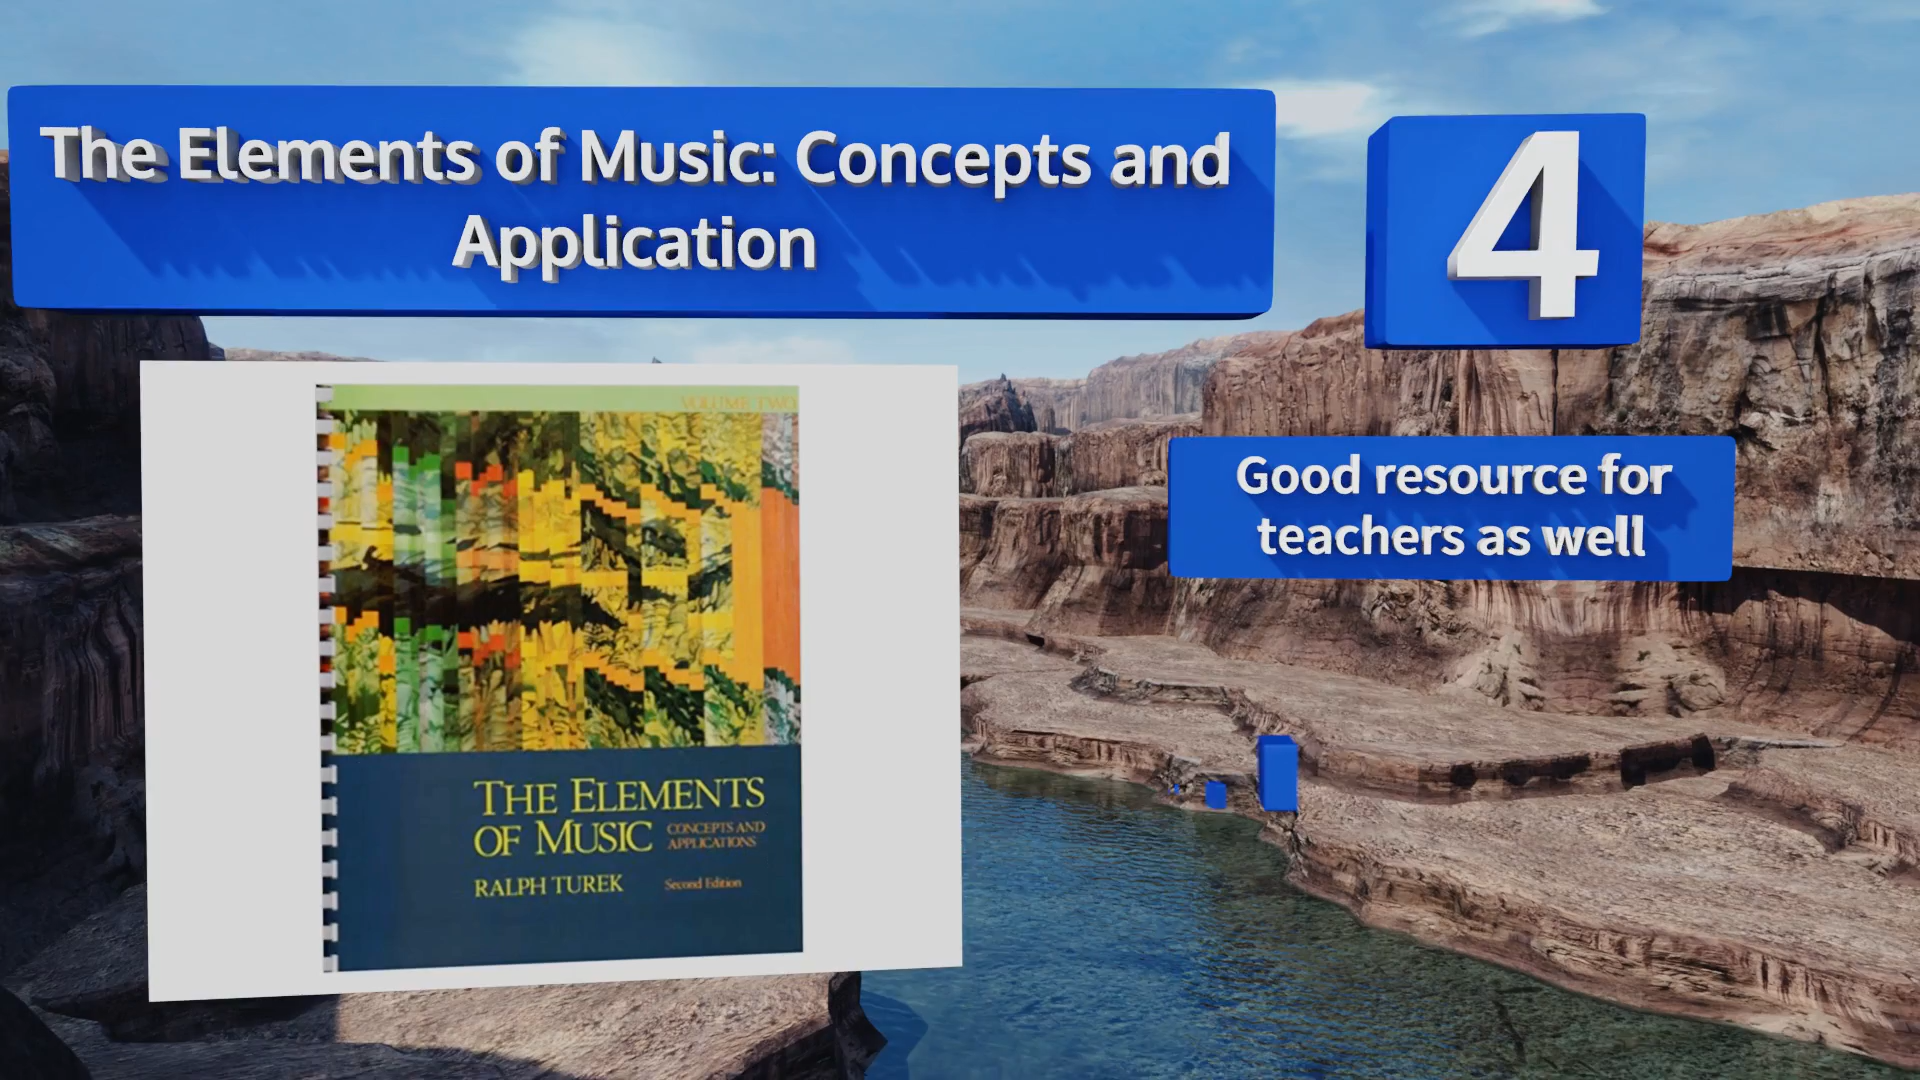 The Elements of Music: Concepts and
Application
4
Good resource for
teachers as well
VOLUME TWO
THE ELEMENTS
OF MUSIC
CONCEPTS AND
APPLICATIONS
RALPH TUREK
Second Edition